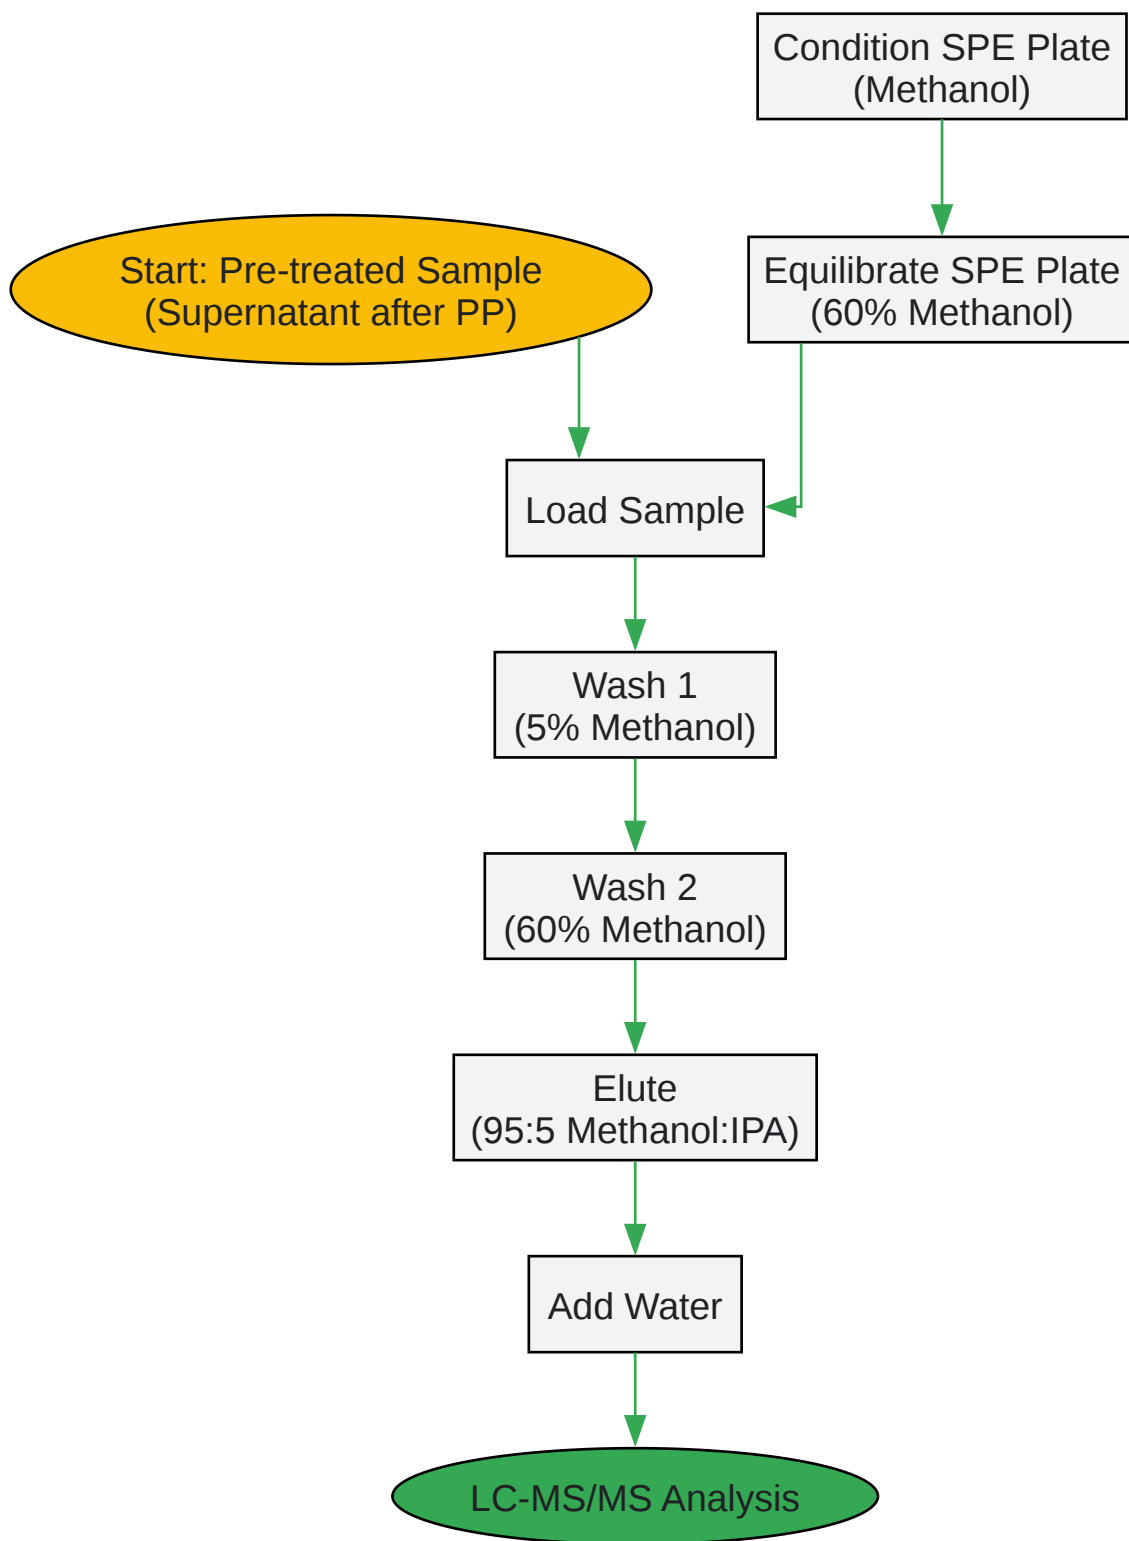 Condition SPE Plate
(Methanol)
Start: Pre-treated Sample
(Supernatant after PP)
Equilibrate SPE Plate
(60% Methanol)
Load Sample
Wash 1
(5% Methanol)
Wash 2
(60% Methanol)
Elute
(95:5 Methanol:IPA)
Add Water
LC-MS/MS Analysis